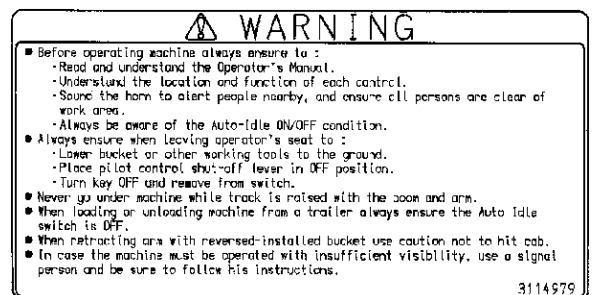 ⚠ WARNING
● Before operating machine always ensure to :
-Read and understand the Operator's Manual.
-Understand the location and function of each control.
-Sound the horn to alert people nearby, and ensure all persons are clear of
work area.
-Always be aware of the Auto-Idle ON/OFF condition.
● Always ensure when leaving operator's seat to :
-Lower bucket or other working tools to the ground.
-Place pilot control shut-off lever in OFF position.
-Turn key OFF and remove from switch.
● Never go under machine while track is raised with the boom and arm.
● When loading or unloading machine from a trailer always ensure the Auto Idle
switch is OFF.
● When retracting arm with reversed-installed bucket use caution not to hit cab.
● In case the machine must be operated with insufficient visibility, use a signal
person and be sure to follow his instructions.
3114979